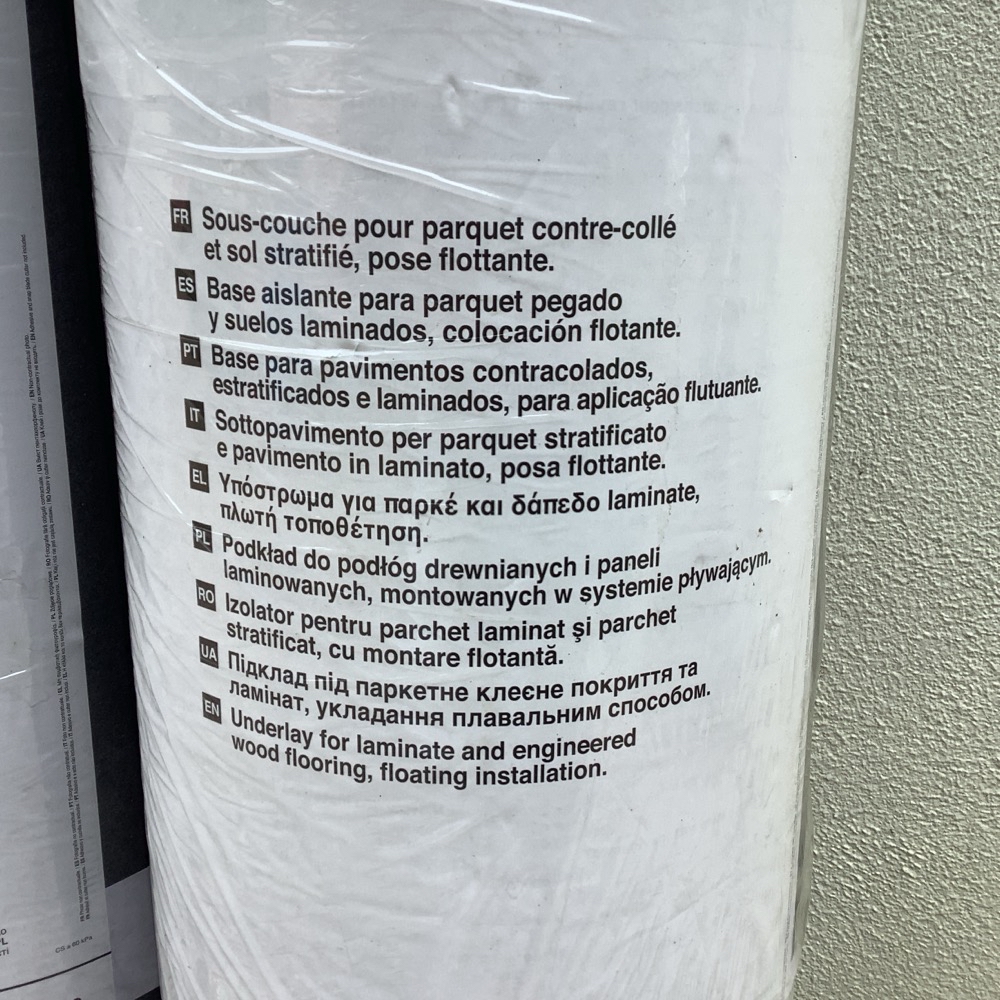 FR Sous-couche pour parquet contre-collé
et sol stratifié, pose flottante.
ES Base aislante para parquet pegado
y suelos laminados, colocación flotante.
PT Base para pavimentos contracolados,
estratificados e laminados, para aplicação flutuante.
IT Sottopavimento per parquet stratificato
e pavimento in laminato, posa flottante.
EL Υπόστρωμα για παρκέ και δάπεδο laminate,
πλωτή τοποθέτηση.
PL Podkład do podłóg drewnianych i paneli
laminowanych, montowanych w systemie pływającym.
RO Izolator pentru parchet laminat și parchet
stratificat, cu montare flotantă.
UA Підклад під паркетне клеєне покриття та
ламінат, укладання плавальним способом.
EN Underlay for laminate and engineered
wood flooring, floating installation.